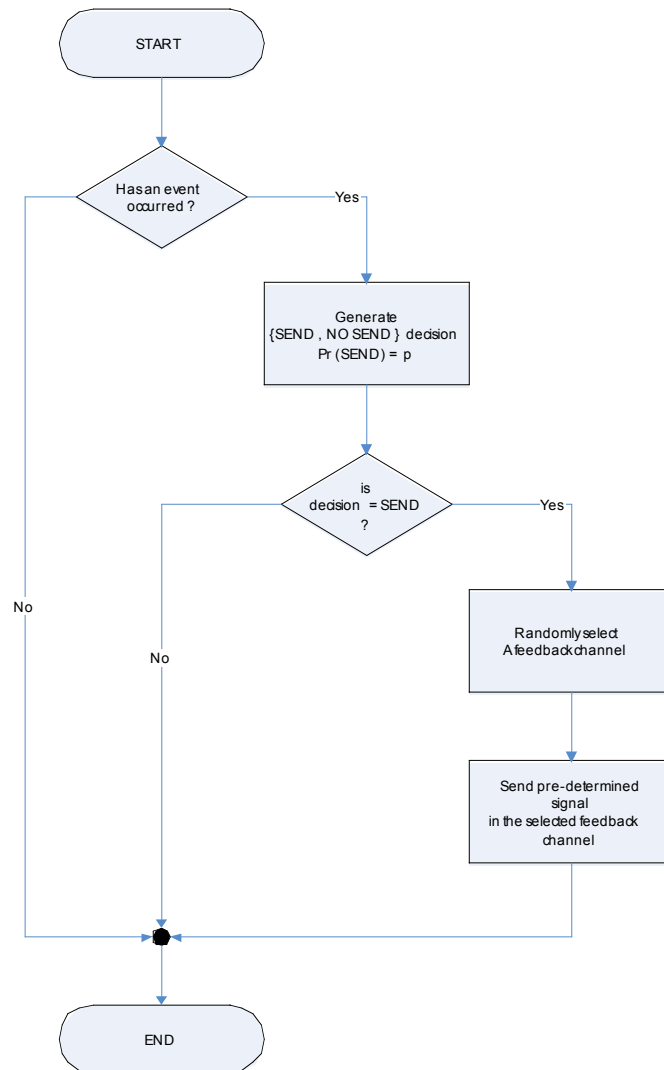 START
Has an event
occurred ?
Yes
Generate
{SEND , NO SEND } decision
Pr (SEND) = p
is
decision = SEND
?
Yes
No
No
Randomly select
A feedback channel
Send pre-determined
signal
in the selected feedback
channel
END